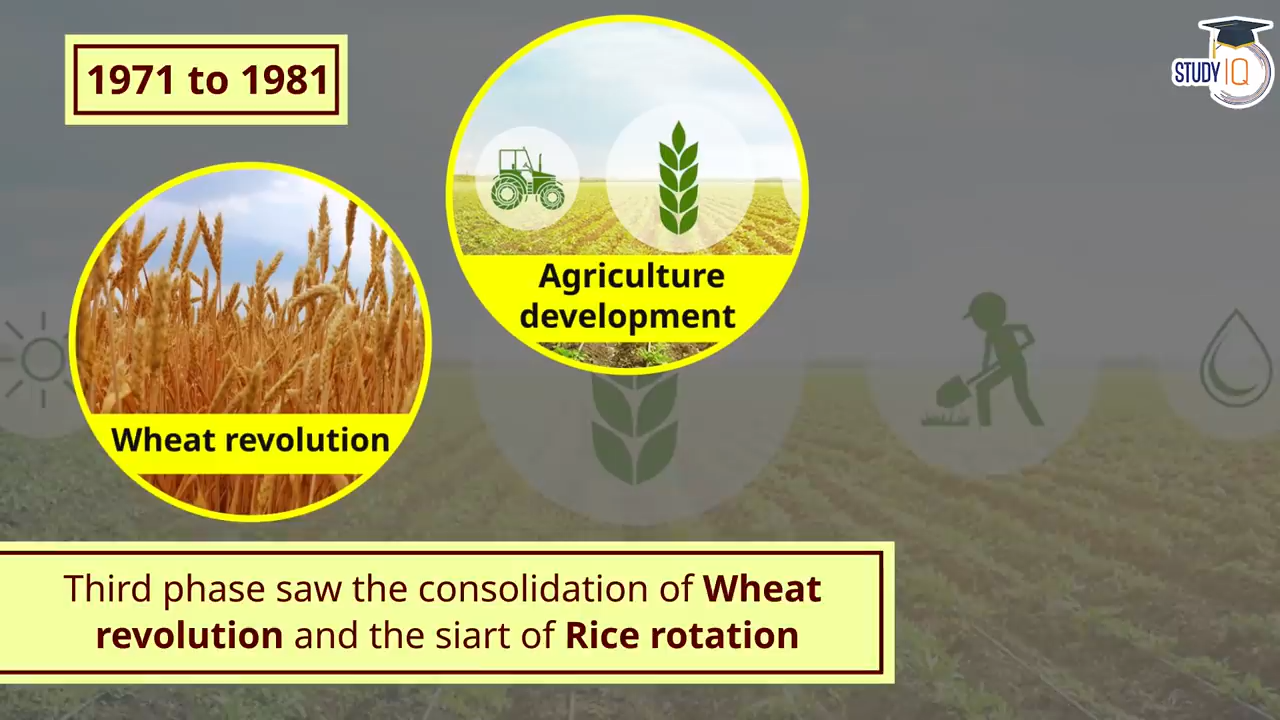 1971 to 1981
STUDY IQ
Agriculture
development
Wheat revolution
Third phase saw the consolidation of Wheat
revolution and the siart of Rice rotation